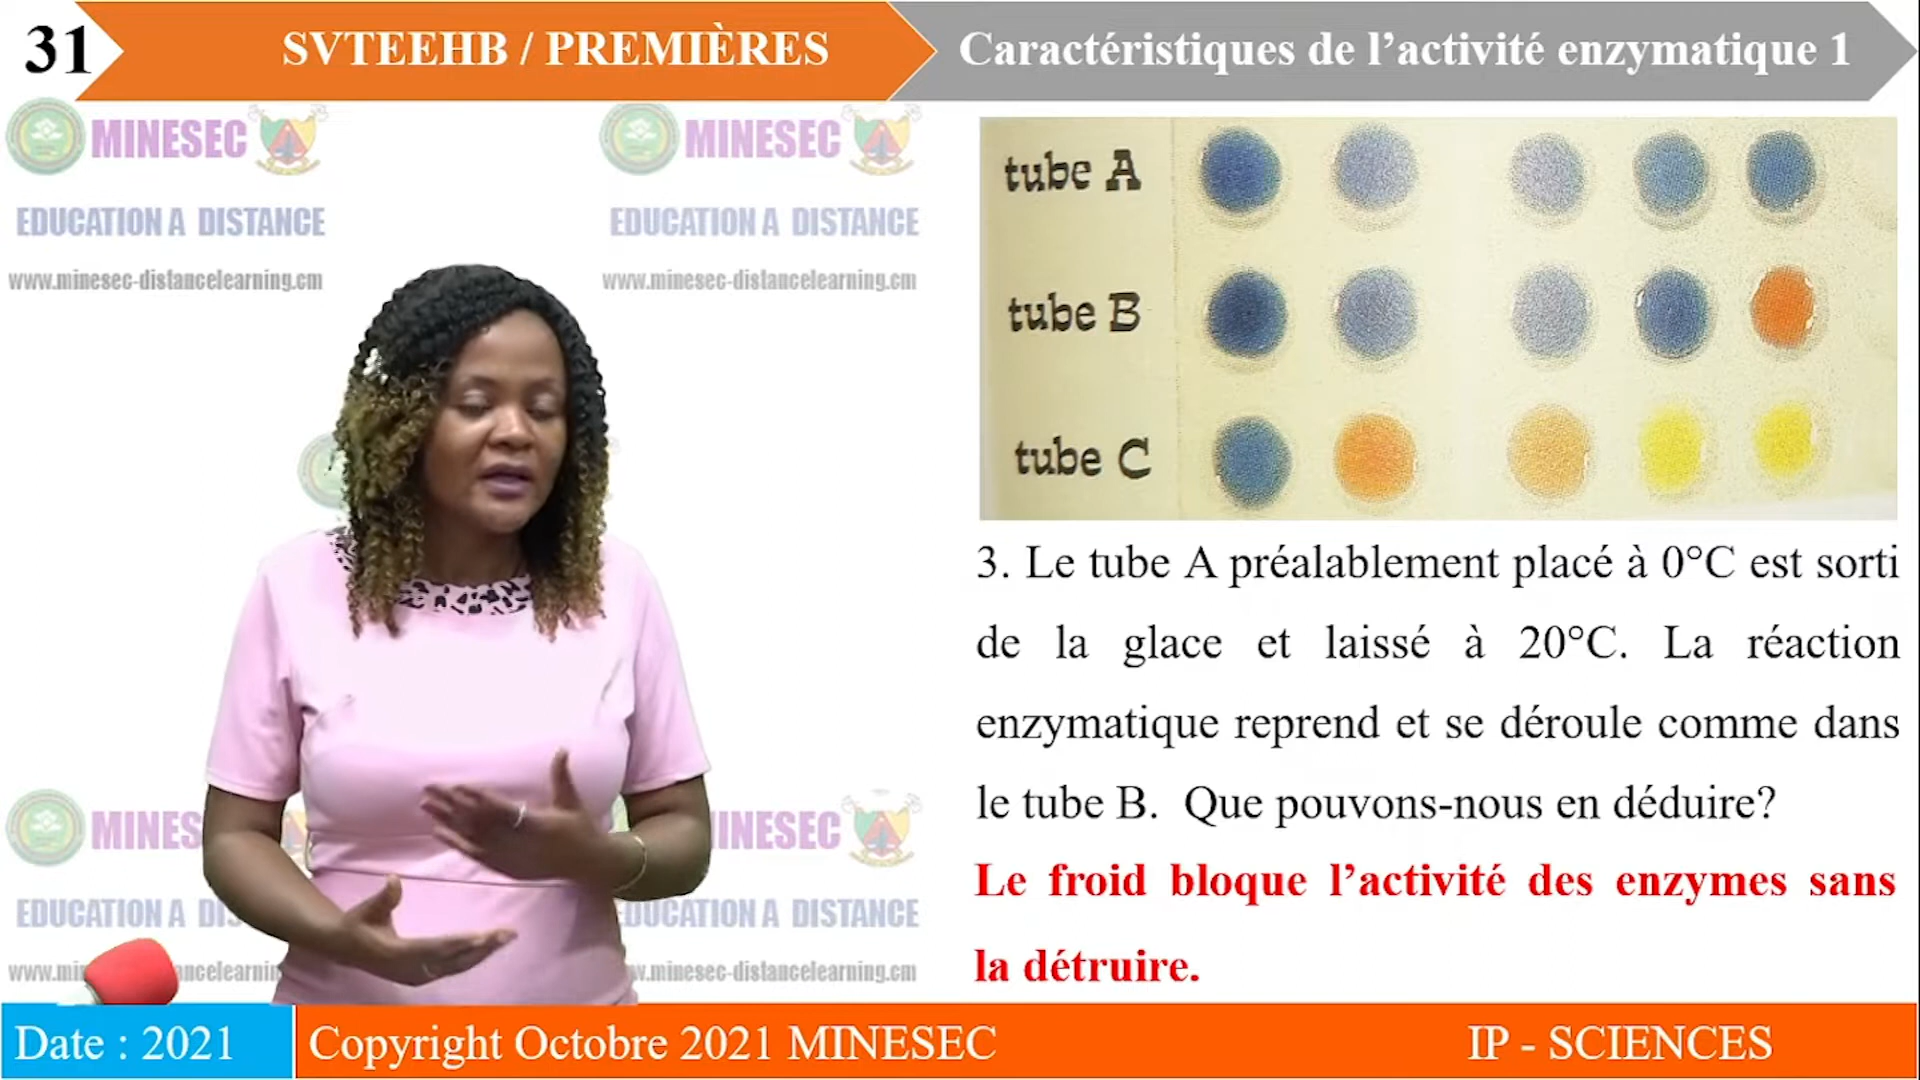 31
SVTEEHB / PREMIÈRES
Caractéristiques de l’activité enzymatique 1
MINESEC
MINESEC
EDUCATION A DISTANCE
EDUCATION A DISTANCE
www.minesec-distancelearning.cm
www.minesec-distancelearning.cm
tube A
tube B
tube C
3. Le tube A préalablement placé à 0°C est sorti
de la glace et laissé à 20°C. La réaction
enzymatique reprend et se déroule comme dans
le tube B. Que pouvons-nous en déduire?
Le froid bloque l’activité des enzymes sans
la détruire.
MINES
INESEC
EDUCATION A DIS
EDUCATION A DISTANCE
www.min
ancelearnin
w.minesec-distancelearning.cm
Date : 2021
Copyright Octobre 2021 MINESEC
IP - SCIENCES